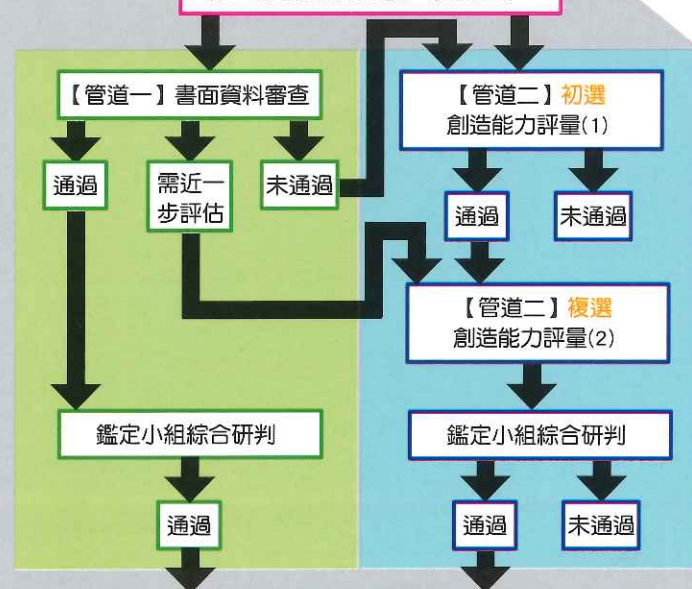 【管道一】書面資料審查
通過
需近一
步評估
未通過
鑑定小組綜合研判
通過
【管道二】初選
創造能力評量(1)
通過
未通過
【管道二】複選
創造能力評量(2)
鑑定小組綜合研判
通過
未通過